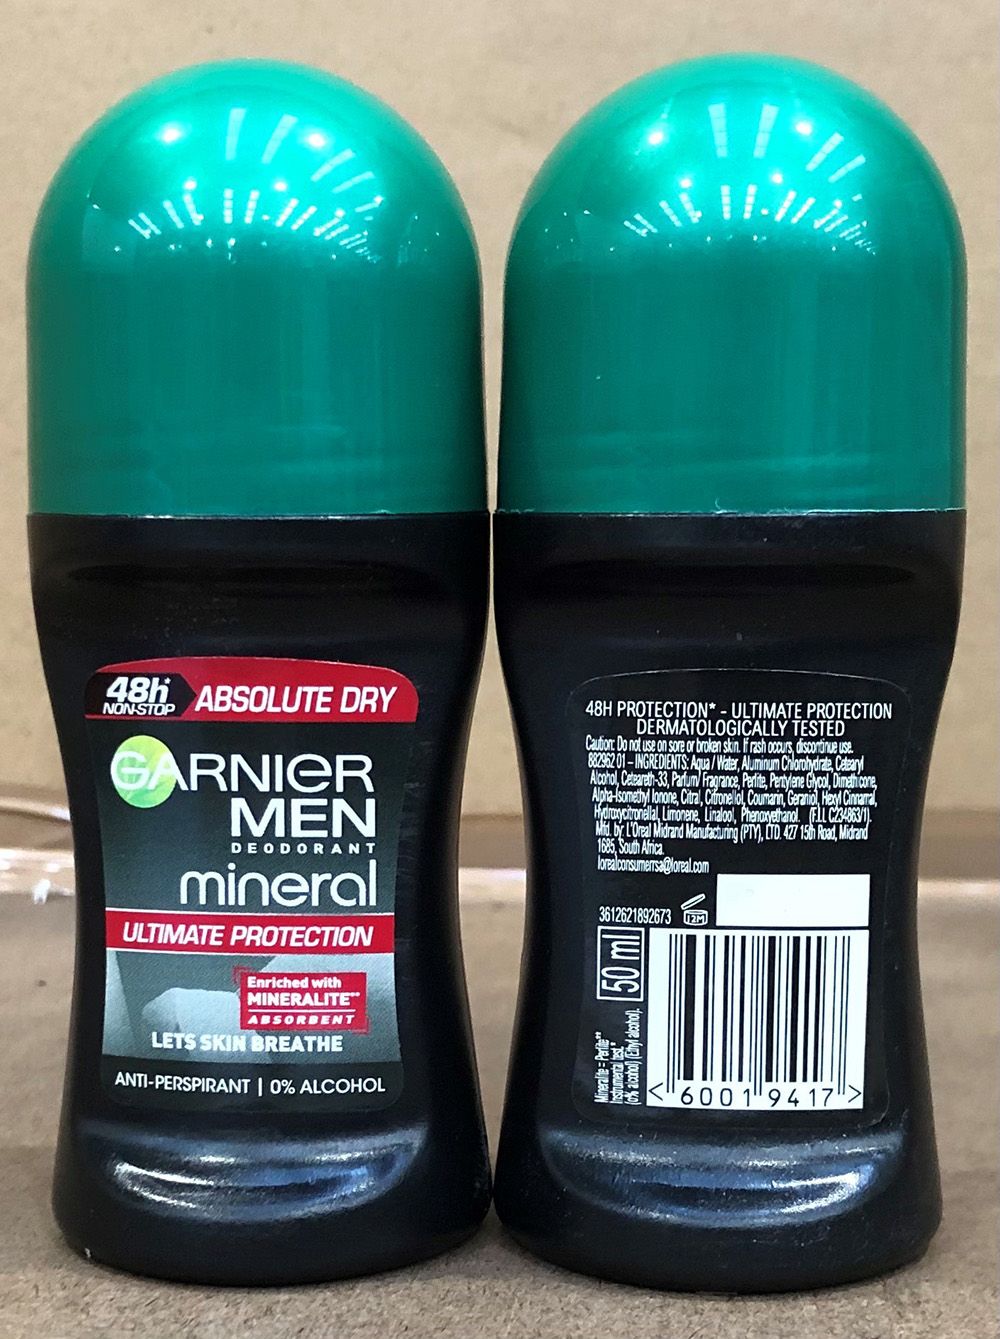 48h*
NON-STOP
ABSOLUTE DRY
GARNIER
MEN
DEODORANT
mineral
ULTIMATE PROTECTION
Enriched with
MINERALITE**
ABSORBENT
LETS SKIN BREATHE
ANTI-PERSPIRANT | 0% ALCOHOL
48H PROTECTION* - ULTIMATE PROTECTION
DERMATOLOGICALLY TESTED
Caution: Do not use on sore or broken skin. If rash occurs, discontinue use.
882962 01 - INGREDIENTS: Aqua / Water, Aluminum Chlorohydrate, Cetearyl
Alcohol, Ceteareth-33, Parfum/ Fragrance, Perlite, Pentylene Glycol, Dimethicone,
Alpha-Isomethyl Ionone, Citral, Citronellol, Coumarin, Geraniol, Hexyl Cinnamal,
Hydroxycitronellal, Limonene, Linalool, Phenoxyethanol. (F.I.L C234863/1).
Mfd. by: L'Oreal Midrand Manufacturing (PTY), LTD. 427 15th Road, Midrand
1685, South Africa.
lorealconsumerrsa@loreal.com
3612621892673
12M
50 ml
Mineralite = Perlite**
Instrumental test.*
(0% alcohol) (Ethyl alcohol).
< 6001 9417 >